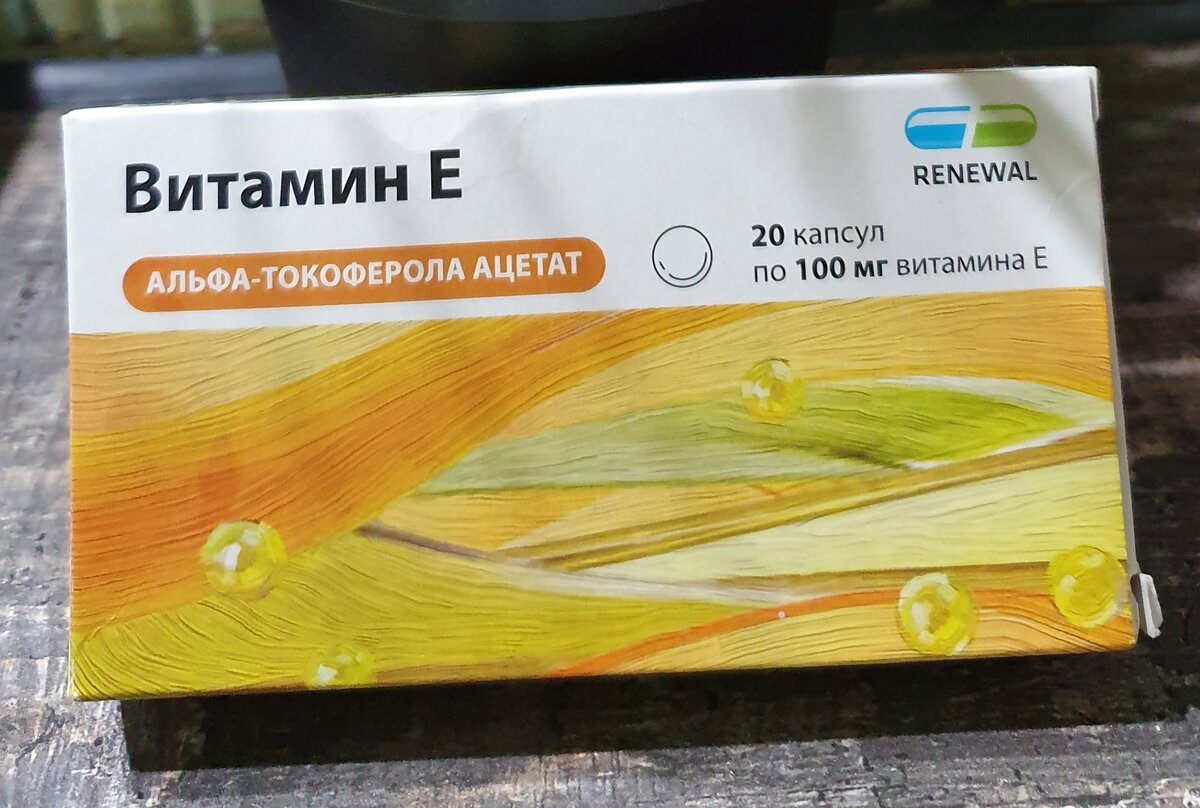 Витамин Е
АЛЬФА-ТОКОФЕРОЛА АЦЕТАТ
RENEWAL
20 капсул
по 100 мг витамина Е